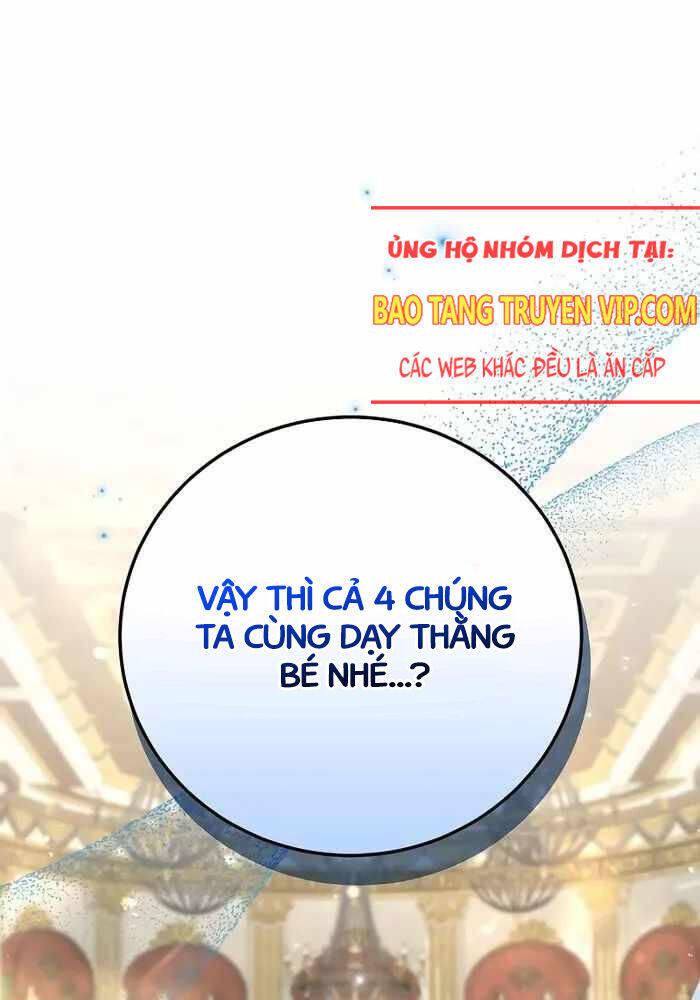 ỦNG HỘ NHÓM DỊCH TẠI:
BAO TANG TRUYEN VIP.COM
CÁC WEB KHÁC ĐỀU LÀ ĂN CẮP
VẬY THÌ CẢ 4 CHÚNG
TA CÙNG DẠY THẰNG
BÉ NHÉ...?